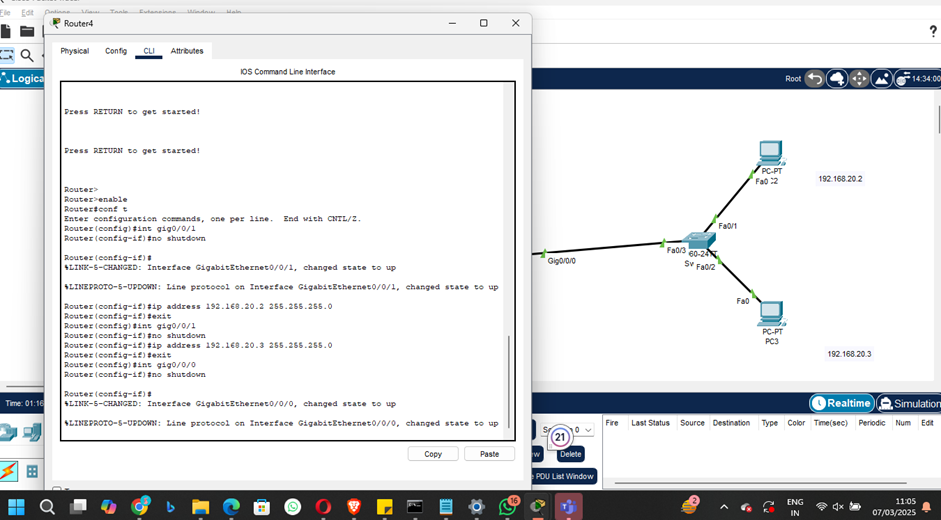 File Edit Options View Tools Extensions Window Help
Router4
Physical Config CLI Attributes
IOS Command Line Interface
Press RETURN to get started!
Press RETURN to get started!
Router>
Router>enable
Router#conf t
Enter configuration commands, one per line. End with CNTL/Z.
Router(config)#int gig0/0/1
Router(config-if)#no shutdown
Router(config-if)#
%LINK-5-CHANGED: Interface GigabitEthernet0/0/1, changed state to up
%LINEPROTO-5-UPDOWN: Line protocol on Interface GigabitEthernet0/0/1, changed state to up
Router(config-if)#ip address 192.168.20.2 255.255.255.0
Router(config-if)#exit
Router(config)#int gig0/0/1
Router(config-if)#no shutdown
Router(config-if)#ip address 192.168.20.3 255.255.255.0
Router(config-if)#exit
Router(config)#int gig0/0/0
Router(config-if)#no shutdown
Router(config-if)#
%LINK-5-CHANGED: Interface GigabitEthernet0/0/0, changed state to up
%LINEPROTO-5-UPDOWN: Line protocol on Interface GigabitEthernet0/0/0, changed state to up
Copy Paste
Logica
Root 14:34:00
PC-PT
Fa0
192.168.20.2
Fa0/1
Fa0/3
60-24TT
Fa0/2
Gig0/0/0
Fa0
PC-PT
PC3
192.168.20.3
Time: 01:16
Realtime Simulation
21
Delete
PDU List Window
Fire Last Status Source Destination Type Color Time(sec) Periodic Num Edit
16
2
ENG
IN
11:05
07/03/2025